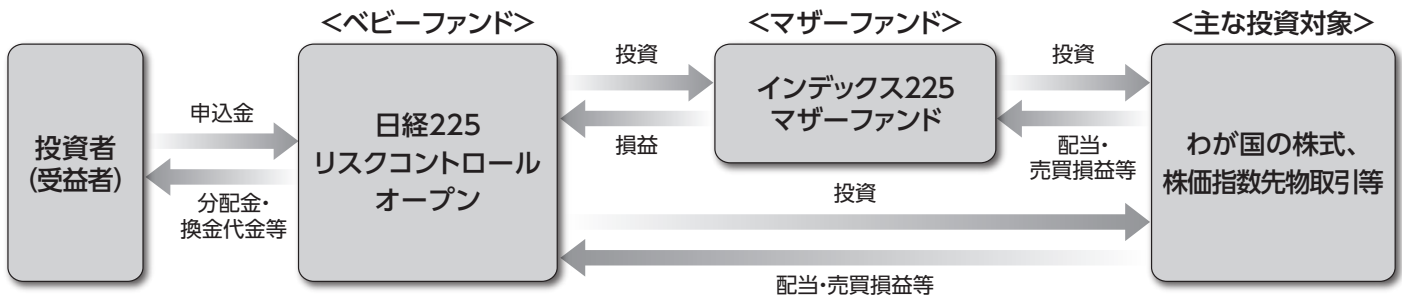 <ベビーファンド>
<マザーファンド>
<主な投資対象>
投資者
(受益者)
申込金
分配金・
換金代金等
日経225
リスクコントロール
オープン
投資
損益
インデックス225
マザーファンド
投資
配当・
売買損益等
投資
配当・売買損益等
わが国の株式、
株価指数先物取引等